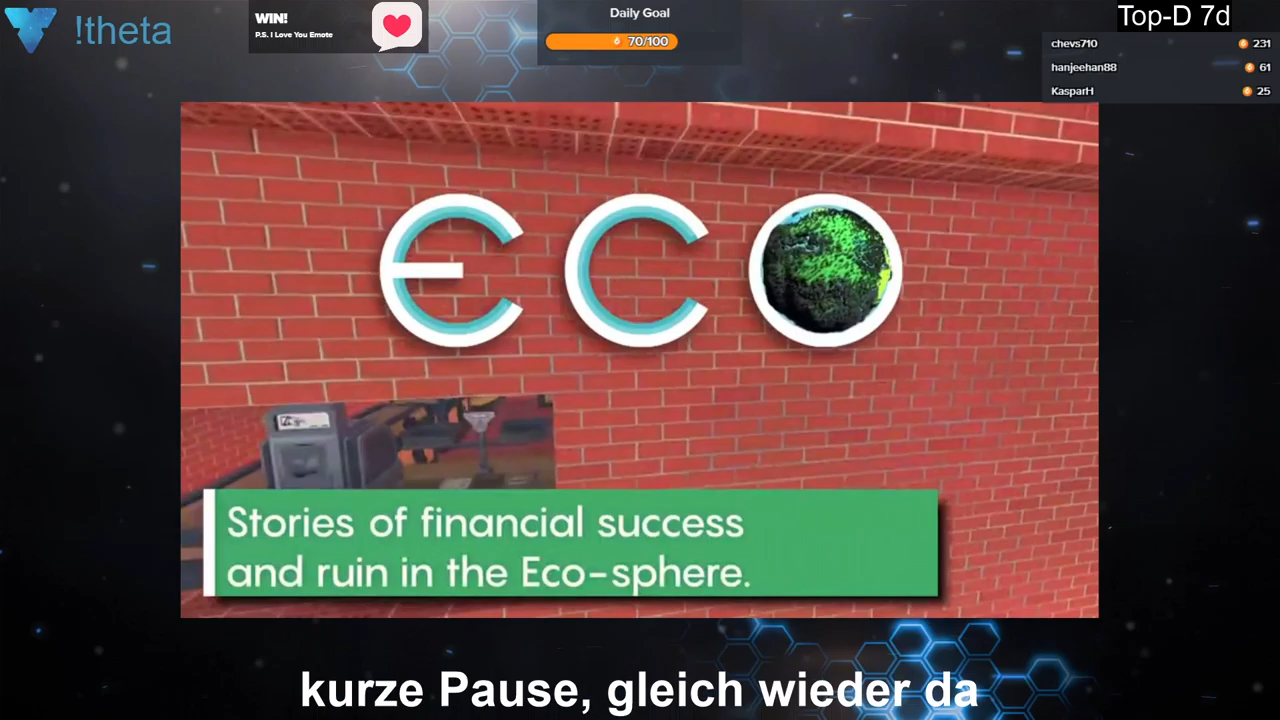 !theta
WIN!
P.S. I Love You Emote
Daily Goal
70/100
Top-D 7d
chevs710 231
hanjeehan88 61
KasparH 25
ECO
Stories of financial success
and ruin in the Eco-sphere.
kurze Pause, gleich wieder da